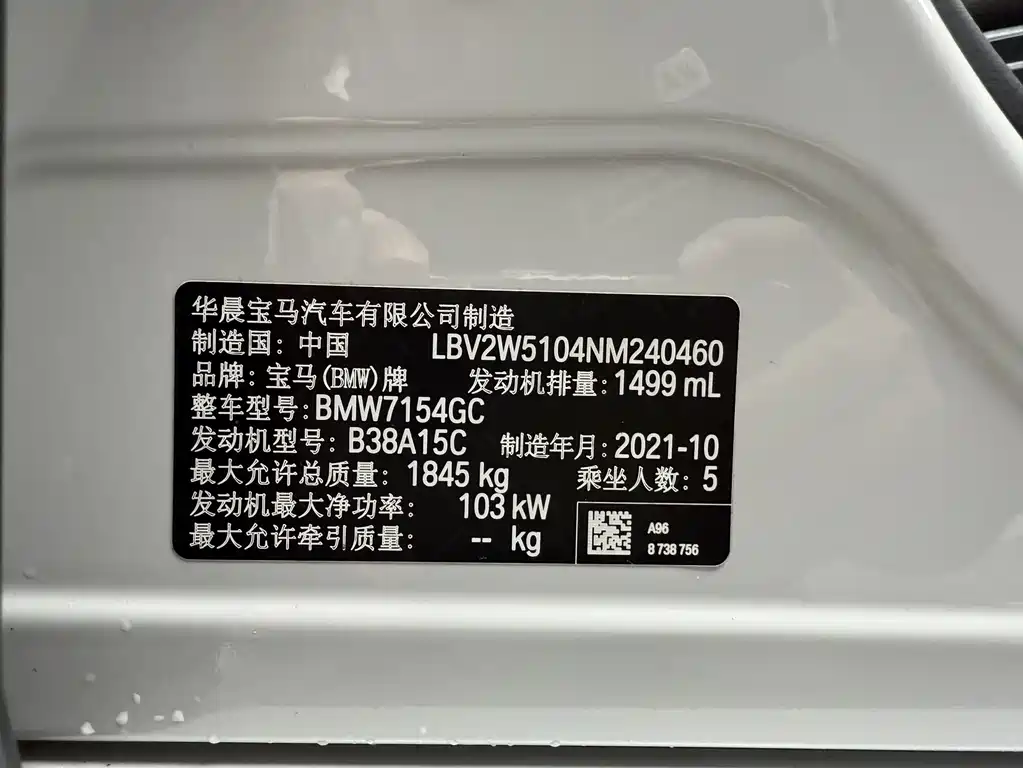 华晨宝马汽车有限公司制造
制造国：中国 LBV2W5104NM240460
品牌：宝马(BMW)牌 发动机排量：1499 mL
整车型号：BMW7154GC
发动机型号：B38A15C 制造年月：2021-10
最大允许总质量：1845 kg 乘坐人数：5
发动机最大净功率：103 kW
最大允许牵引质量：-- kg
A96
8 738 756